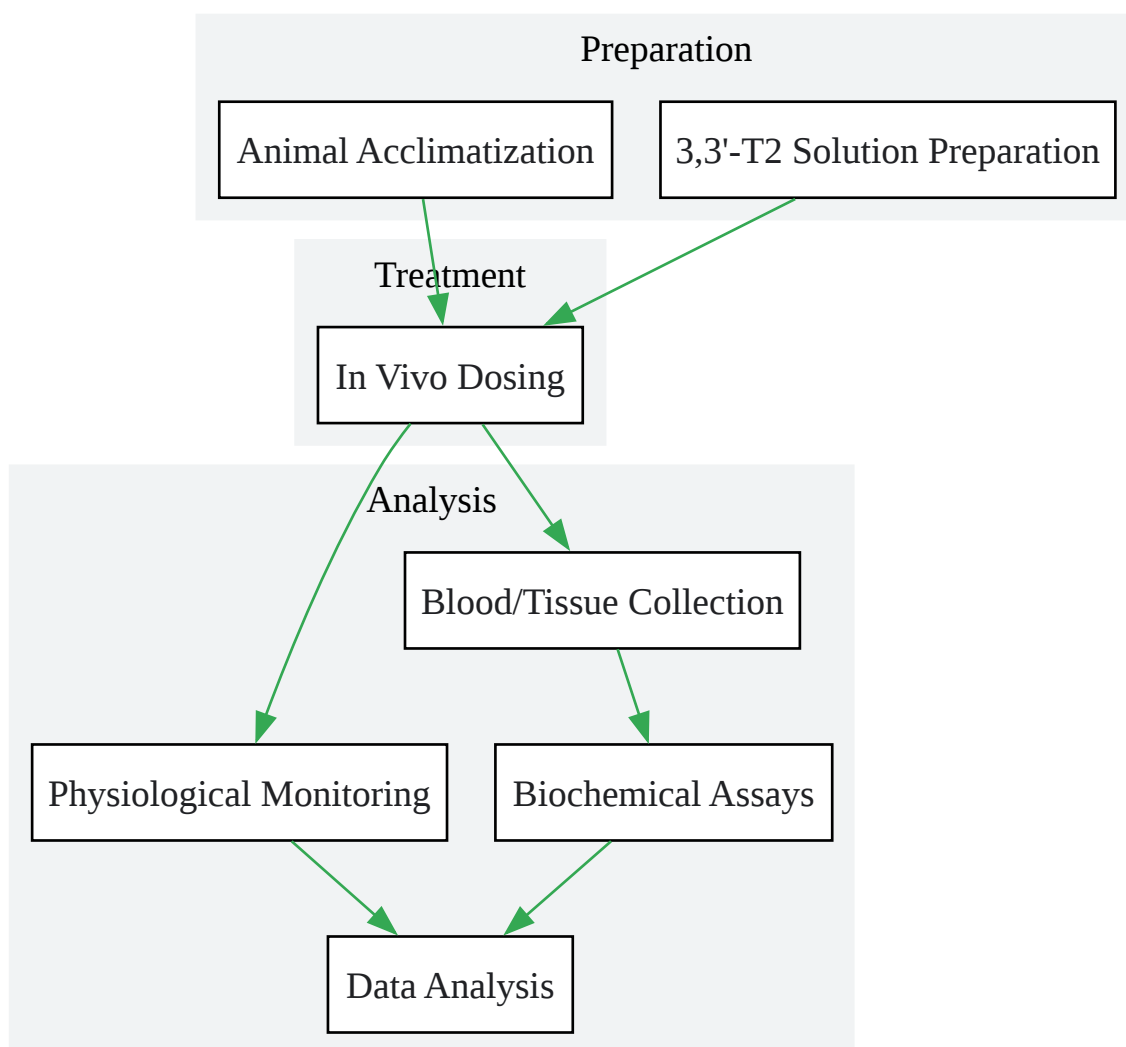 Preparation
Animal Acclimatization
3,3'-T2 Solution Preparation
Treatment
In Vivo Dosing
Analysis
Blood/Tissue Collection
Physiological Monitoring
Biochemical Assays
Data Analysis